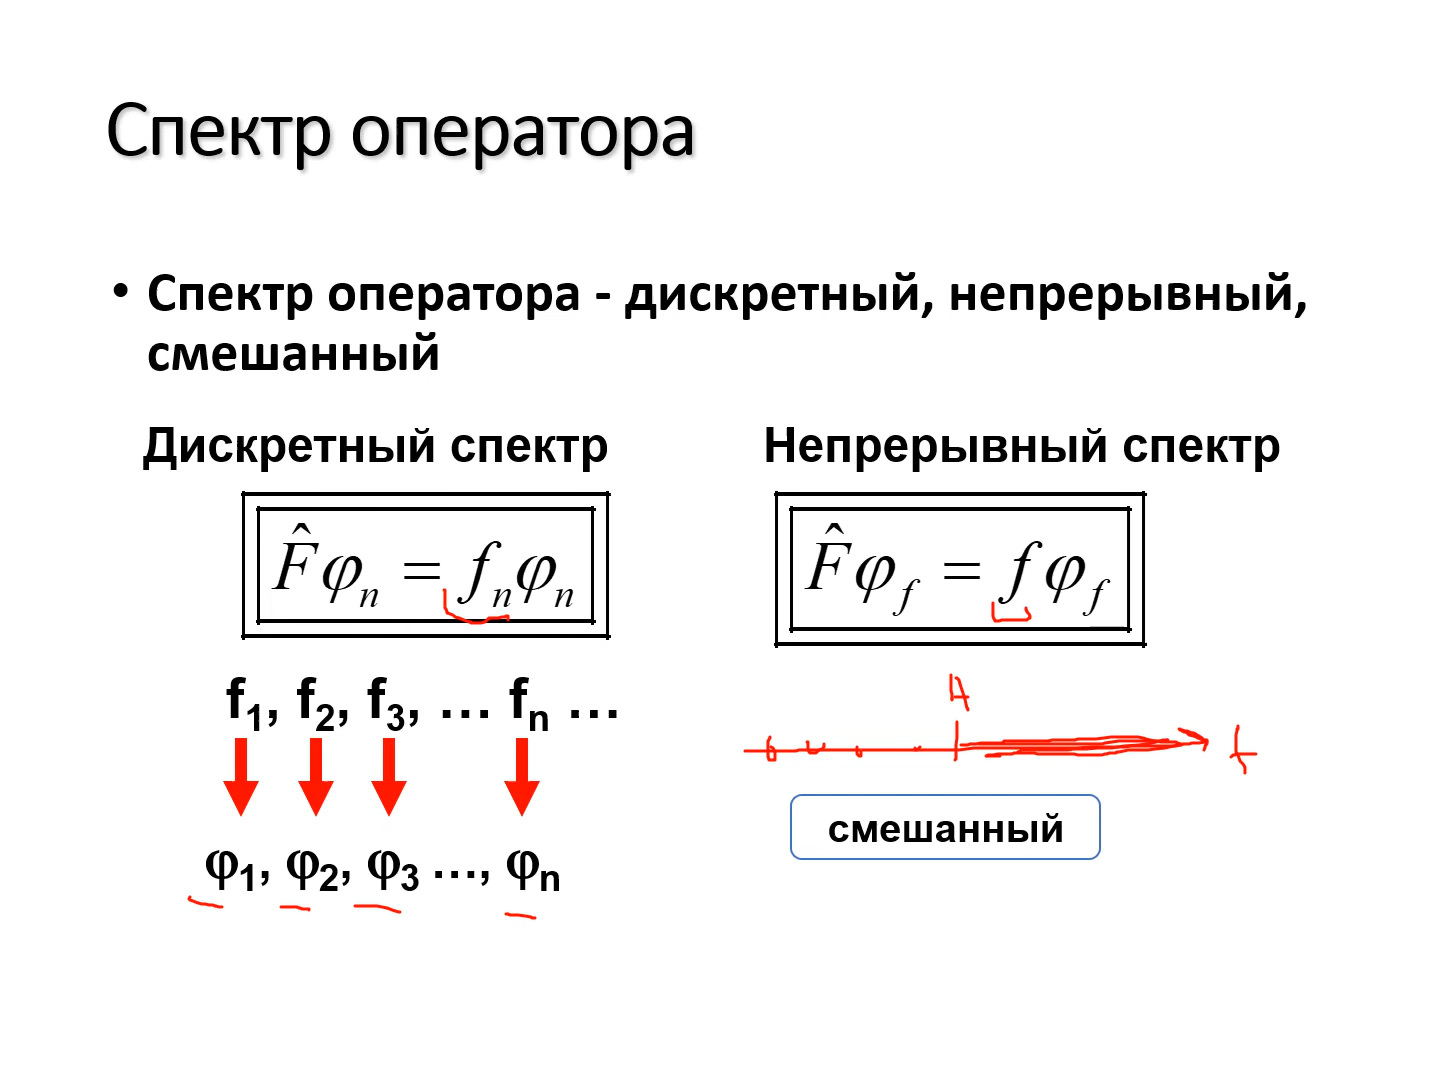 Спектр оператора
• Спектр оператора - дискретный, непрерывный,
смешанный
Дискретный спектр
Непрерывный спектр
F̂φₙ = fₙφₙ
F̂φ_f = fφ_f
f₁, f₂, f₃, … fₙ …
A
f
смешанный
φ₁, φ₂, φ₃ …, φₙ